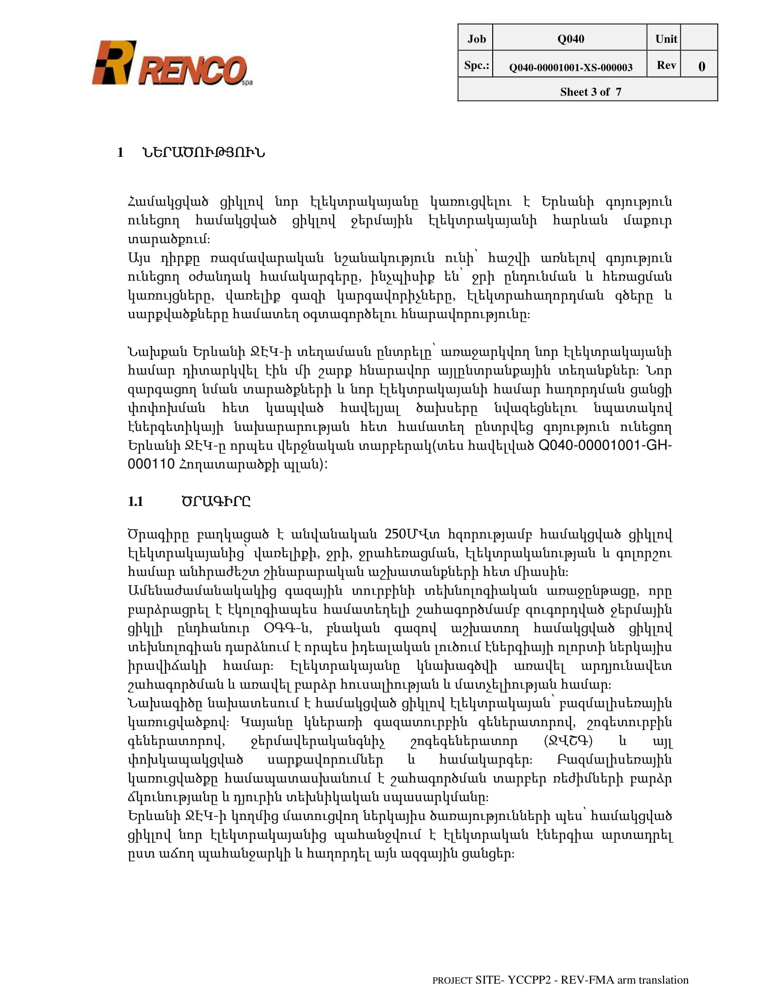 RENCO
spa
Job Q040 Unit
Spc.: Q040-00001001-XS-000003 Rev 0
Sheet 3 of 7
1 ՆԵՐԱԾՈՒԹՅՈՒՆ
Համակցված ցիկլով նոր էլեկտրակայանը կառուցվելու է Երևանի գոյություն
ունեցող համակցված ցիկլով ջերմային էլեկտրակայանի հարևան մաքուր
տարածքում։
Այս դիրքը ռազմավարական նշանակություն ունի՝ հաշվի առնելով գոյություն
ունեցող օժանդակ համակարգերը, ինչպիսիք են՝ ջրի ընդունման և հեռացման
կառույցները, վառելիք գազի կարգավորիչները, էլեկտրահաղորդման գծերը և
սարքվածքները համատեղ օգտագործելու հնարավորությունը։
Նախքան Երևանի ՋԷԿ-ի տեղամասն ընտրելը՝ առաջարկվող նոր էլեկտրակայանի
համար դիտարկվել էին մի շարք հնարավոր այլընտրանքային տեղանքներ։ Նոր
զարգացող նման տարածքների և նոր էլեկտրակայանի համար հաղորդման ցանցի
փոփոխման հետ կապված հավելյալ ծախսերը նվազեցնելու նպատակով
էներգետիկայի նախարարության հետ համատեղ ընտրվեց գոյություն ունեցող
Երևանի ՋԷԿ-ը որպես վերջնական տարբերակ(տես հավելված Q040-00001001-GH-
000110 Հողատարածքի պլան):
1.1 ԾՐԱԳԻՐԸ
Ծրագիրը բաղկացած է անվանական 250ՄՎտ հզորությամբ համակցված ցիկլով
էլեկտրակայանից՝ վառելիքի, ջրի, ջրահեռացման, էլեկտրականության և գոլորշու
համար անհրաժեշտ շինարարական աշխատանքների հետ միասին։
Ամենաժամանակակից գազային տուրբինի տեխնոլոգիական առաջընթացը, որը
բարձրացրել է էկոլոգիապես համատեղելի շահագործմամբ զուգորդված ջերմային
ցիկլի ընդհանուր ՕԳԳ-ն, բնական գազով աշխատող համակցված ցիկլով
տեխնոլոգիան դարձնում է որպես իդեալական լուծում էներգիայի ոլորտի ներկայիս
իրավիճակի համար։ Էլեկտրակայանը կնախագծվի առավել արդյունավետ
շահագործման և առավել բարձր հուսալիության և մատչելիության համար։
Նախագիծը նախատեսում է համակցված ցիկլով էլեկտրակայան՝ բազմալիսեռային
կառուցվածքով։ Կայանը կներառի գազատուրբին գեներատորով, շոգետուրբին
գեներատորով, ջերմավերականգնիչ շոգեգեներատոր (ՋՎՇԳ) և այլ
փոխկապակցված սարքավորումներ և համակարգեր։ Բազմալիսեռային
կառուցվածքը համապատասխանում է շահագործման տարբեր ռեժիմների բարձր
ճկունությանը և դյուրին տեխնիկական սպասարկմանը։
Երևանի ՋԷԿ-ի կողմից մատուցվող ներկայիս ծառայությունների պես՝ համակցված
ցիկլով նոր էլեկտրակայանից պահանջվում է էլեկտրական էներգիա արտադրել
ըստ աճող պահանջարկի և հաղորդել այն ազգային ցանցեր։
PROJECT SITE- YCCPP2 - REV-FMA arm translation